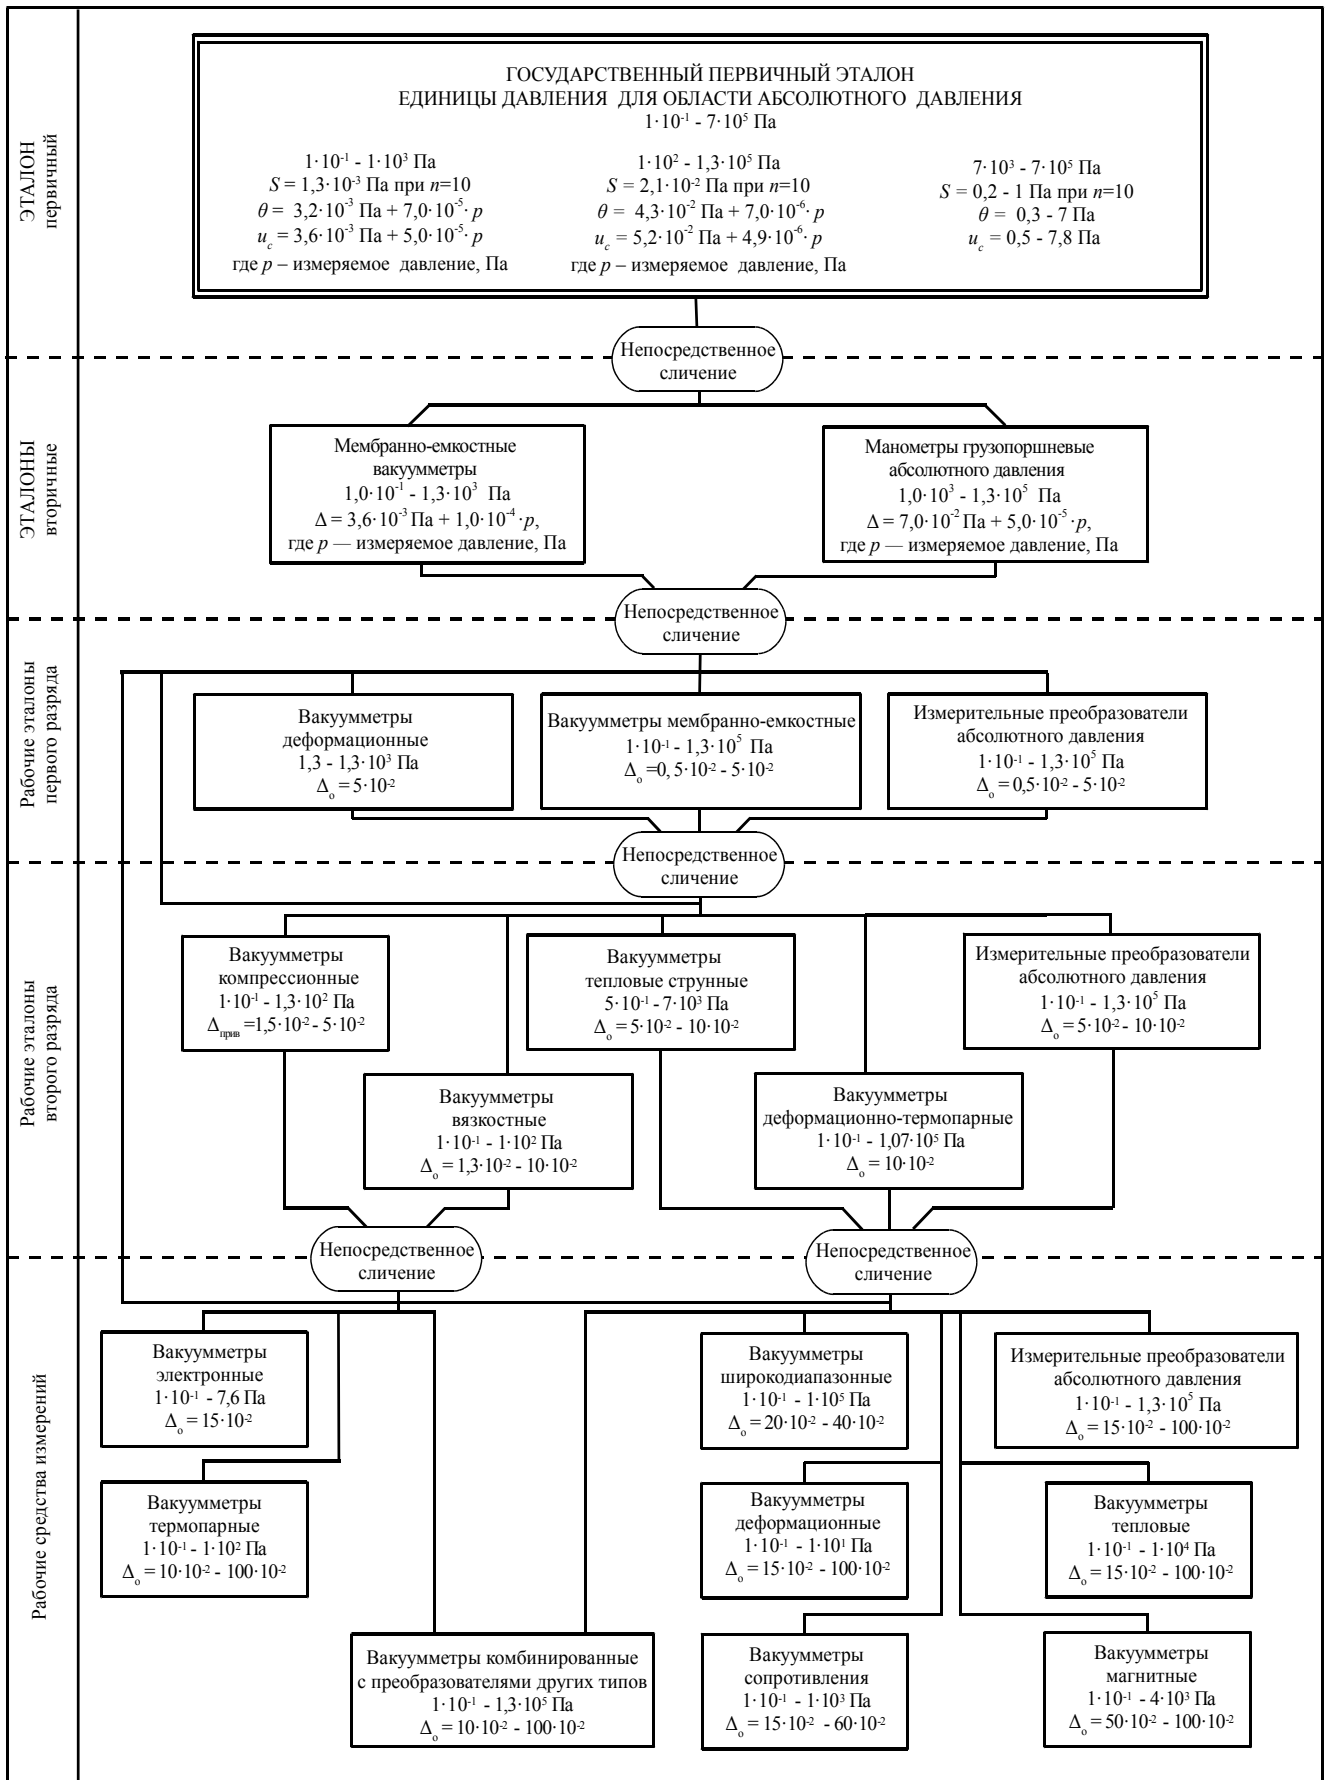 ЭТАЛОН
первичный
ГОСУДАРСТВЕННЫЙ ПЕРВИЧНЫЙ ЭТАЛОН
ЕДИНИЦЫ ДАВЛЕНИЯ ДЛЯ ОБЛАСТИ АБСОЛЮТНОГО ДАВЛЕНИЯ
1·10⁻¹ - 7·10⁵ Па
1·10⁻¹ - 1·10³ Па
S = 1,3·10⁻³ Па при n=10
θ = 3,2·10⁻³ Па + 7,0·10⁻⁵· p
u_c = 3,6·10⁻³ Па + 5,0·10⁻⁵· p
где p – измеряемое давление, Па
1·10² - 1,3·10⁵ Па
S = 2,1·10⁻² Па при n=10
θ = 4,3·10⁻² Па + 7,0·10⁻⁶· p
u_c = 5,2·10⁻² Па + 4,9·10⁻⁶· p
где p – измеряемое давление, Па
7·10³ - 7·10⁵ Па
S = 0,2 - 1 Па при n=10
θ = 0,3 - 7 Па
u_c = 0,5 - 7,8 Па
Непосредственное
сличение
ЭТАЛОНЫ
вторичные
Мембранно-емкостные
вакуумметры
1,0·10⁻¹ - 1,3·10³ Па
Δ = 3,6·10⁻³ Па + 1,0·10⁻⁴ ·p,
где p — измеряемое давление, Па
Манометры грузопоршневые
абсолютного давления
1,0·10³ - 1,3·10⁵ Па
Δ = 7,0·10⁻² Па + 5,0·10⁻⁵ ·p,
где p — измеряемое давление, Па
Непосредственное
сличение
Рабочие эталоны
первого разряда
Вакуумметры
деформационные
1,3 - 1,3·10³ Па
Δ₀ = 5·10⁻²
Вакуумметры мембранно-емкостные
1·10⁻¹ - 1,3·10⁵ Па
Δ₀ =0, 5·10⁻² - 5·10⁻²
Измерительные преобразователи
абсолютного давления
1·10⁻¹ - 1,3·10⁵ Па
Δ₀ = 0,5·10⁻² - 5·10⁻²
Непосредственное
сличение
Рабочие эталоны
второго разряда
Вакуумметры
компрессионные
1·10⁻¹ - 1,3·10² Па
Δ_прив =1,5·10⁻² - 5·10⁻²
Вакуумметры
тепловые струнные
5·10⁻¹ - 7·10³ Па
Δ₀ = 5·10⁻² - 10·10⁻²
Измерительные преобразователи
абсолютного давления
1·10⁻¹ - 1,3·10⁵ Па
Δ₀ = 5·10⁻² - 10·10⁻²
Вакуумметры
вязкостные
1·10⁻¹ - 1·10² Па
Δ₀ = 1,3·10⁻² - 10·10⁻²
Вакуумметры
деформационно-термопарные
1·10⁻¹ - 1,07·10⁵ Па
Δ₀ = 10·10⁻²
Непосредственное
сличение
Непосредственное
сличение
Рабочие средства измерений
Вакуумметры
электронные
1·10⁻¹ - 7,6 Па
Δ₀ = 15·10⁻²
Вакуумметры
широкодиапазонные
1·10⁻¹ - 1·10⁵ Па
Δ₀ = 20·10⁻² - 40·10⁻²
Измерительные преобразователи
абсолютного давления
1·10⁻¹ - 1,3·10⁵ Па
Δ₀ = 15·10⁻² - 100·10⁻²
Вакуумметры
термопарные
1·10⁻¹ - 1·10² Па
Δ₀ = 10·10⁻² - 100·10⁻²
Вакуумметры
деформационные
1·10⁻¹ - 1·10¹ Па
Δ₀ = 15·10⁻² - 100·10⁻²
Вакуумметры
тепловые
1·10⁻¹ - 1·10⁴ Па
Δ₀ = 15·10⁻² - 100·10⁻²
Вакуумметры комбинированные
с преобразователями других типов
1·10⁻¹ - 1,3·10⁵ Па
Δ₀ = 10·10⁻² - 100·10⁻²
Вакуумметры
сопротивления
1·10⁻¹ - 1·10³ Па
Δ₀ = 15·10⁻² - 60·10⁻²
Вакуумметры
магнитные
1·10⁻¹ - 4·10³ Па
Δ₀ = 50·10⁻² - 100·10⁻²